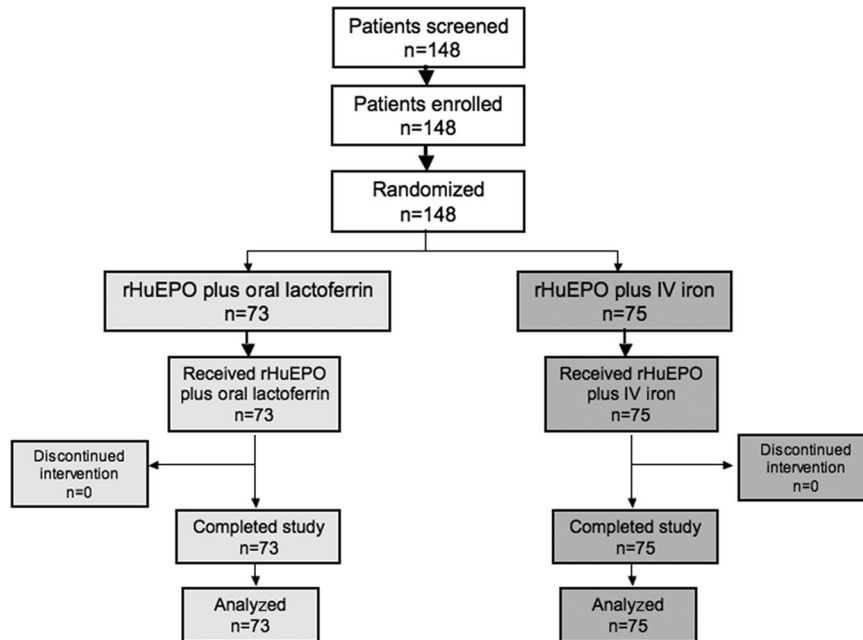 Patients screened
n=148
Patients enrolled
n=148
Randomized
n=148
rHuEPO plus oral lactoferrin
n=73
rHuEPO plus IV iron
n=75
Received rHuEPO
plus oral lactoferrin
n=73
Received rHuEPO
plus IV iron
n=75
Discontinued
intervention
n=0
Discontinued
intervention
n=0
Completed study
n=73
Completed study
n=75
Analyzed
n=73
Analyzed
n=75